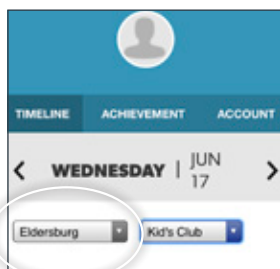 TIMELINE ACHIEVEMENT ACCOUNT
WEDNESDAY | JUN 17
Eldersburg Kid's Club